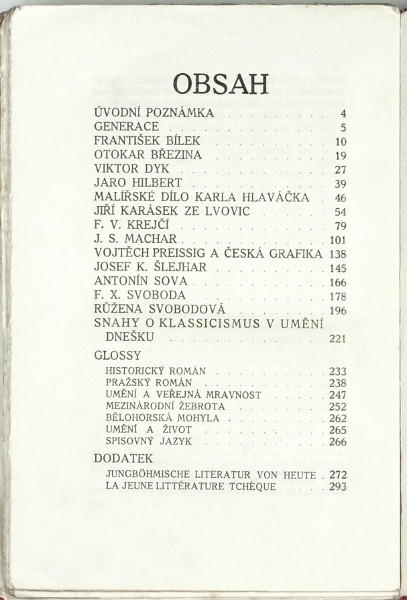 OBSAH
ÚVODNÍ POZNÁMKA . . . . . . . . . . 4
GENERACE . . . . . . . . . . . . . . 5
FRANTIŠEK BÍLEK . . . . . . . . . . 10
OTOKAR BŘEZINA . . . . . . . . . . 19
VIKTOR DYK . . . . . . . . . . . . 27
JARO HILBERT . . . . . . . . . . . 39
MALÍŘSKÉ DÍLO KARLA HLAVÁČKA . 46
JIŘÍ KARÁSEK ZE LVOVIC . . . . . . 54
F. V. KREJČÍ . . . . . . . . . . . . 79
J. S. MACHAR . . . . . . . . . . . 101
VOJTĚCH PREISSIG A ČESKÁ GRAFIKA 138
JOSEF K. ŠLEJHAR . . . . . . . . . 145
ANTONÍN SOVA . . . . . . . . . . . 166
F. X. SVOBODA . . . . . . . . . . . 178
RŮŽENA SVOBODOVÁ . . . . . . . . 196
SNAHY O KLASSICISMUS V UMĚNÍ
DNEŠKU . . . . . . . . . . . . 221
GLOSSY
HISTORICKÝ ROMÁN . . . . . . . . 233
PRAŽSKÝ ROMÁN . . . . . . . . . 238
UMĚNÍ A VEŘEJNÁ MRAVNOST . . . . 247
MEZINÁRODNÍ ŽEBROTA . . . . . . 252
BĚLOHORSKÁ MOHYLA . . . . . . . 262
UMĚNÍ A ŽIVOT . . . . . . . . . 265
SPISOVNÝ JAZYK . . . . . . . . . 266
DODATEK
JUNGBÖHMISCHE LITERATUR VON HEUTE . 272
LA JEUNE LITTÉRATURE TCHÈQUE . . . . 293